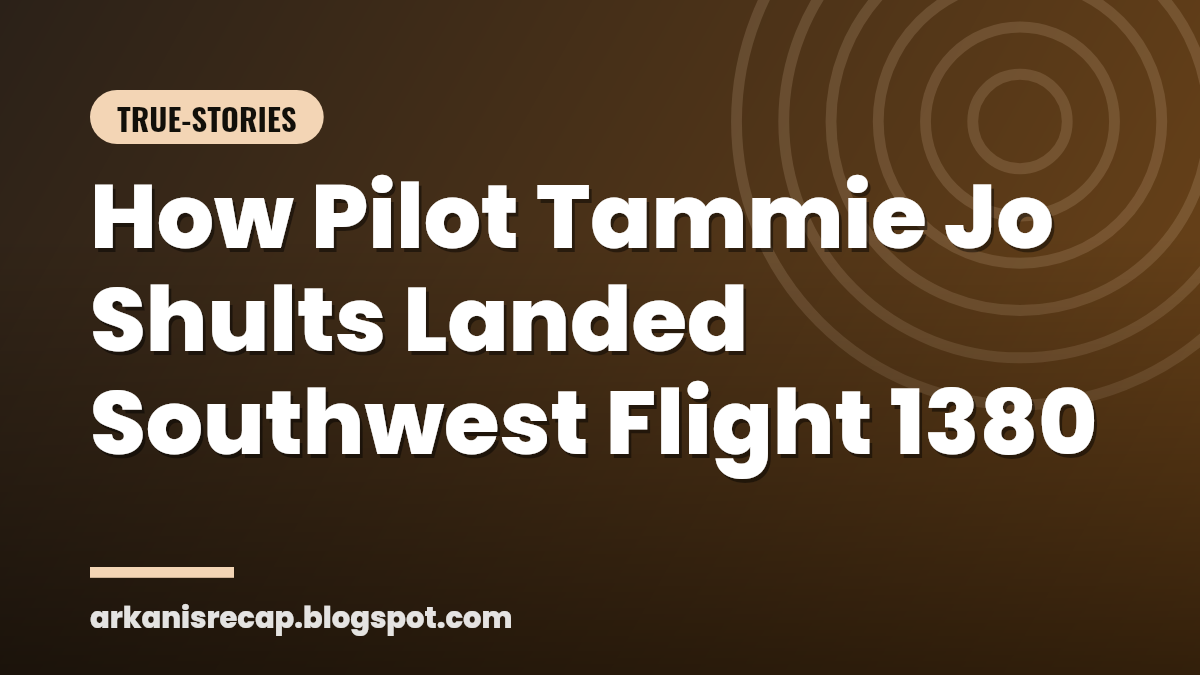 TRUE-STORIES
How Pilot Tammie Jo
Shults Landed
Southwest Flight 1380
arkanisrecap.blogspot.com